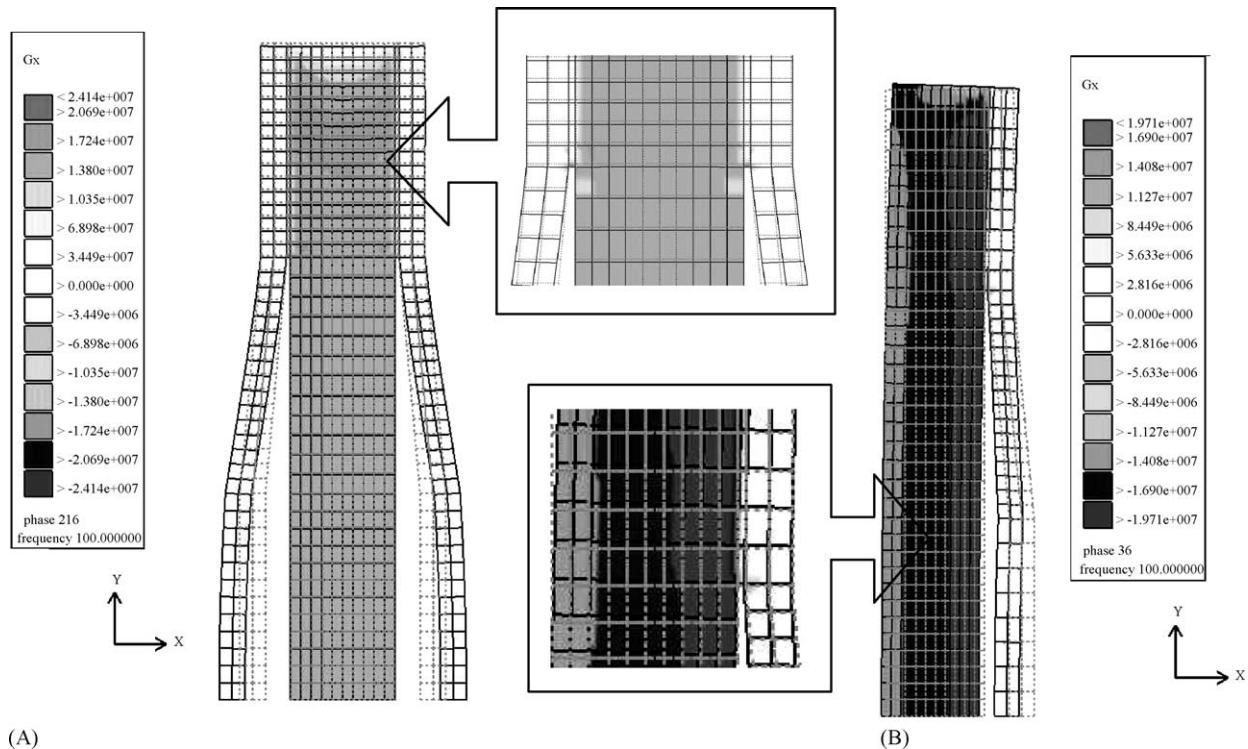 Gx
< 2.414e+007
> 2.069e+007
> 1.724e+007
> 1.380e+007
> 1.035e+007
> 6.898e+007
> 3.449e+007
> 0.000e+000
> -3.449e+006
> -6.898e+006
> -1.035e+007
> -1.380e+007
> -1.724e+007
> -2.069e+007
> -2.414e+007
phase 216
frequency 100.000000
Y
X
(A)
Gx
< 1.971e+007
> 1.690e+007
> 1.408e+007
> 1.127e+007
> 8.449e+006
> 5.633e+006
> 2.816e+006
> 0.000e+000
> -2.816e+006
> -5.633e+006
> -8.449e+006
> -1.127e+007
> -1.408e+007
> -1.690e+007
> -1.971e+007
phase 36
frequency 100.000000
Y
X
(B)